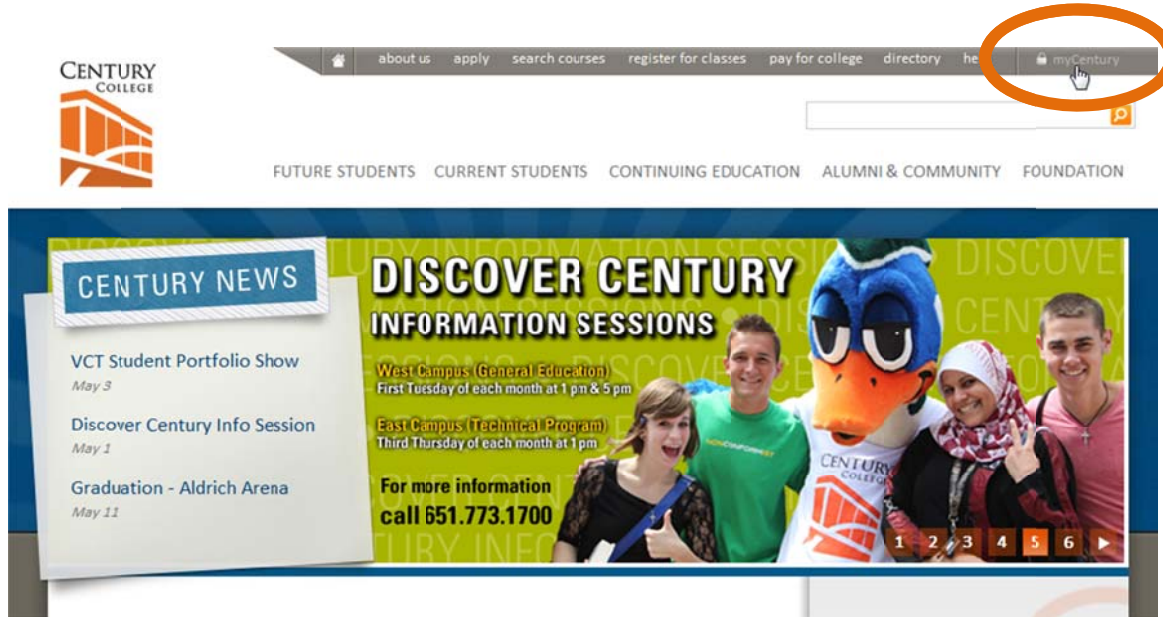 CENTURY
COLLEGE
about us apply search courses register for classes pay for college directory he
myCentury
FUTURE STUDENTS CURRENT STUDENTS CONTINUING EDUCATION ALUMNI & COMMUNITY FOUNDATION
CENTURY NEWS
VCT Student Portfolio Show
May 3
Discover Century Info Session
May 1
Graduation - Aldrich Arena
May 11
DISCOVER CENTURY
INFORMATION SESSIONS
West Campus (General Education)
First Tuesday of each month at 1 pm & 5 pm
East Campus (Technical Program)
Third Thursday of each month at 1 pm
For more information
call 651.773.1700
NONCONFORMIST
CENTURY
COLLEGE
1 2 3 4 5 6